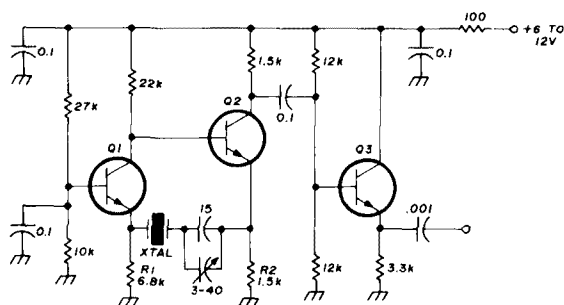 100
+6 TO
12V
0.1
0.1
1.5k
12k
22k
Q2
27k
0.1
Q1
Q3
15
.001
0.1
XTAL
10k
R1
6.8k
3-40
R2
1.5k
12k
3.3k